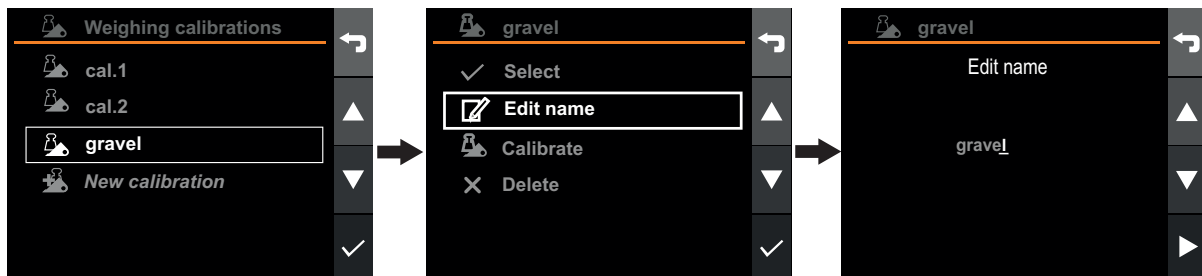 Weighing calibrations
cal.1
cal.2
gravel
New calibration
gravel
Select
Edit name
Calibrate
Delete
gravel
Edit name
gravel